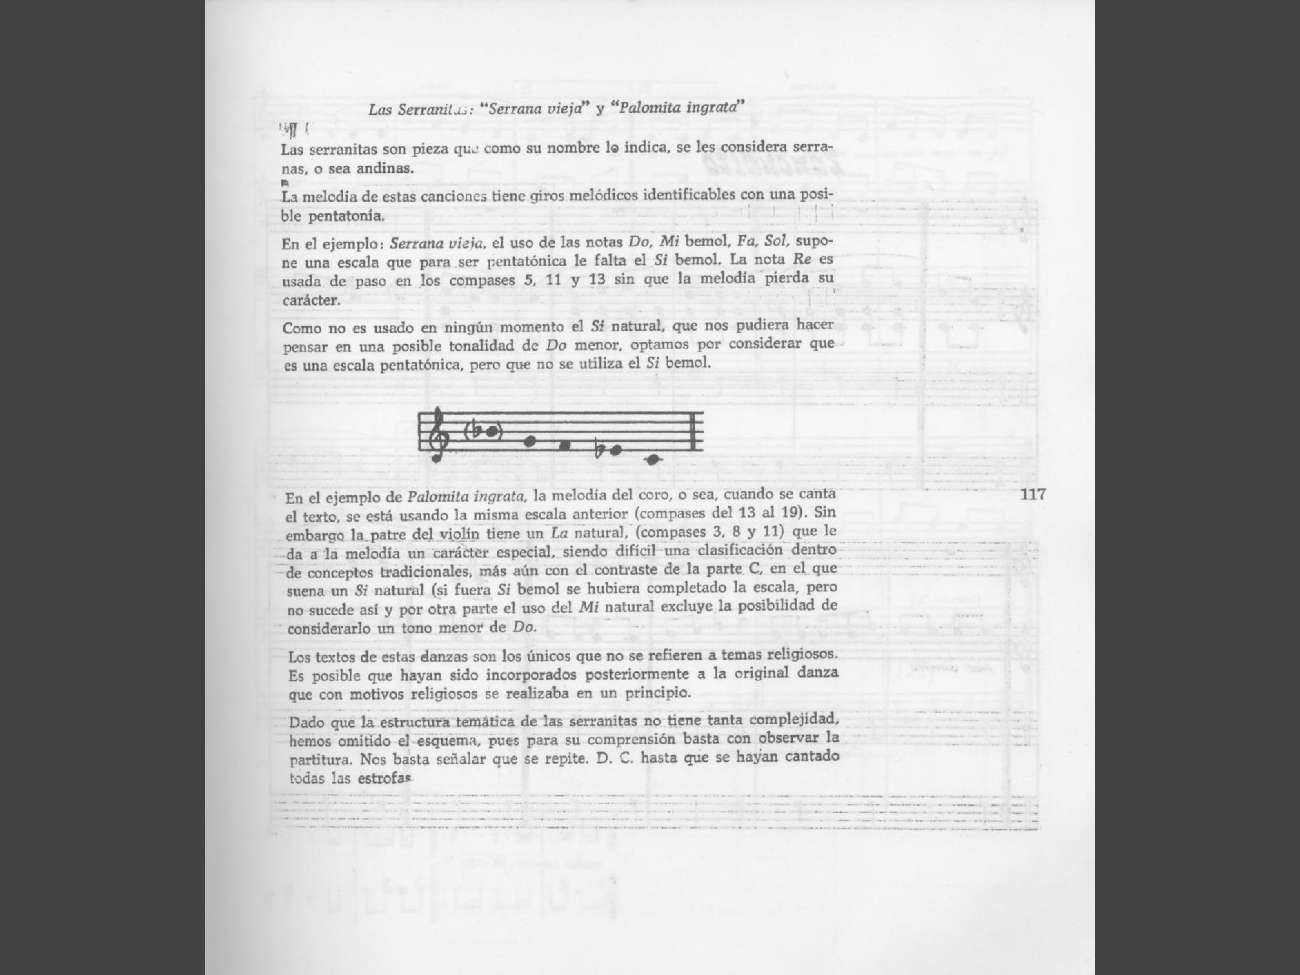 Las Serranitas: “Serrana vieja” y “Palomita ingrata”
Las serranitas son pieza que como su nombre lo indica, se les considera serra-
nas, o sea andinas.
La melodía de estas canciones tiene giros melódicos identificables con una posi-
ble pentatonía.
En el ejemplo: Serrana vieja, el uso de las notas Do, Mi bemol, Fa, Sol, supo-
ne una escala que para ser pentatónica le falta el Si bemol. La nota Re es
usada de paso en los compases 5, 11 y 13 sin que la melodía pierda su
carácter.
Como no es usado en ningún momento el Si natural, que nos pudiera hacer
pensar en una posible tonalidad de Do menor, optamos por considerar que
es una escala pentatónica, pero que no se utiliza el Si bemol.
En el ejemplo de Palomita ingrata, la melodía del coro, o sea, cuando se canta
el texto, se está usando la misma escala anterior (compases del 13 al 19). Sin
embargo la patre del violín tiene un La natural, (compases 3, 8 y 11) que le
da a la melodía un carácter especial, siendo difícil una clasificación dentro
de conceptos tradicionales, más aún con el contraste de la parte C, en el que
suena un Si natural (si fuera Si bemol se hubiera completado la escala, pero
no sucede así y por otra parte el uso del Mi natural excluye la posibilidad de
considerarlo un tono menor de Do.
Los textos de estas danzas son los únicos que no se refieren a temas religiosos.
Es posible que hayan sido incorporados posteriormente a la original danza
que con motivos religiosos se realizaba en un principio.
Dado que la estructura temática de las serranitas no tiene tanta complejidad,
hemos omitido el esquema, pues para su comprensión basta con observar la
partitura. Nos basta señalar que se repite. D. C. hasta que se hayan cantado
todas las estrofas
117